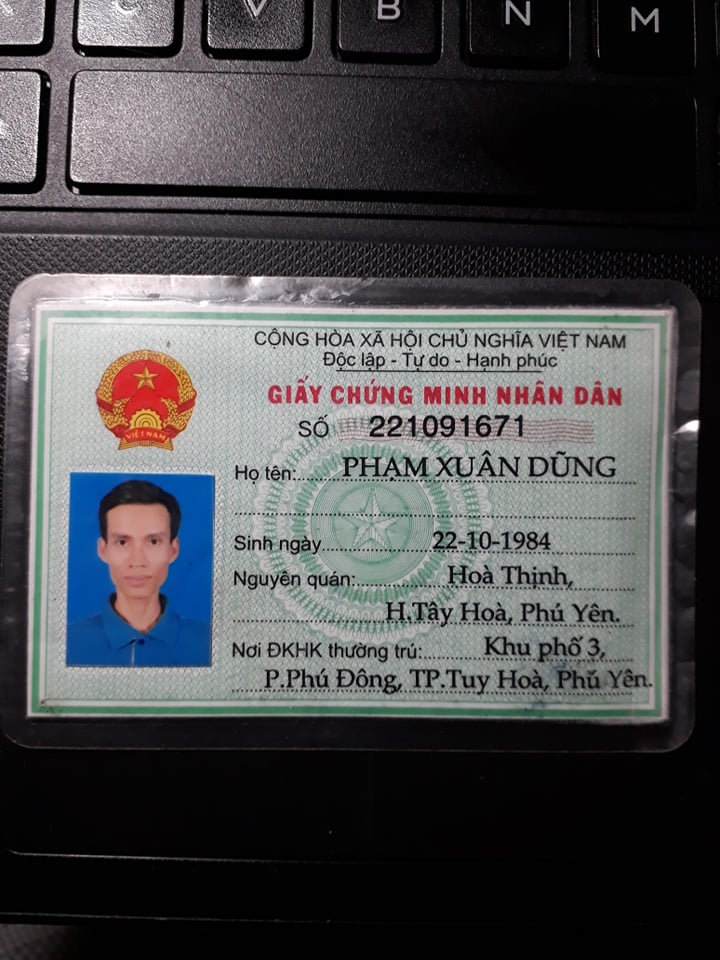 V B N M
CỘNG HÒA XÃ HỘI CHỦ NGHĨA VIỆT NAM
Độc lập - Tự do - Hạnh phúc
GIẤY CHỨNG MINH NHÂN DÂN
SỐ 221091671
VIỆT NAM
Họ tên: PHẠM XUÂN DŨNG
Sinh ngày 22-10-1984
Nguyên quán: Hoà Thịnh,
H.Tây Hoà, Phú Yên.
Nơi ĐKHK thường trú: Khu phố 3,
P.Phú Đông, TP.Tuy Hoà, Phú Yên.